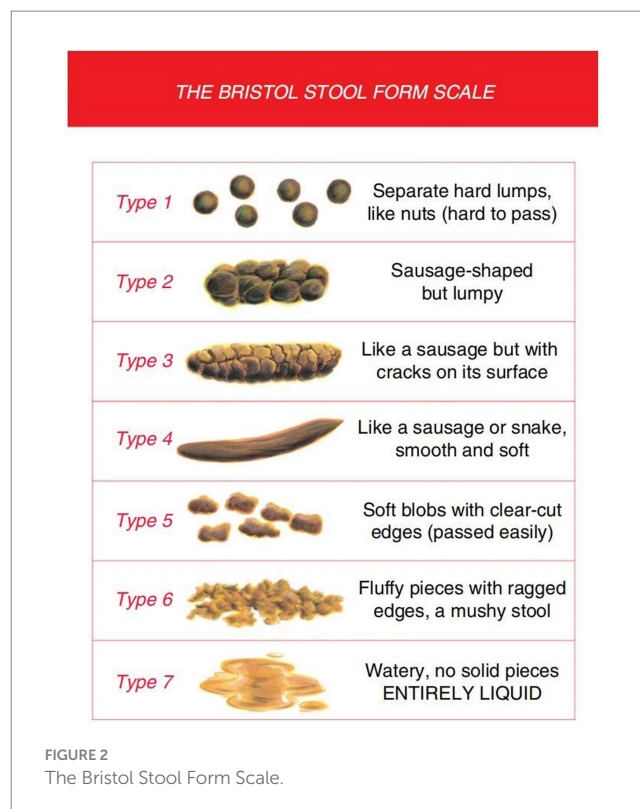 THE BRISTOL STOOL FORM SCALE
Type 1
Separate hard lumps,
like nuts (hard to pass)
Type 2
Sausage-shaped
but lumpy
Type 3
Like a sausage but with
cracks on its surface
Type 4
Like a sausage or snake,
smooth and soft
Type 5
Soft blobs with clear-cut
edges (passed easily)
Type 6
Fluffy pieces with ragged
edges, a mushy stool
Type 7
Watery, no solid pieces
ENTIRELY LIQUID
FIGURE 2
The Bristol Stool Form Scale.